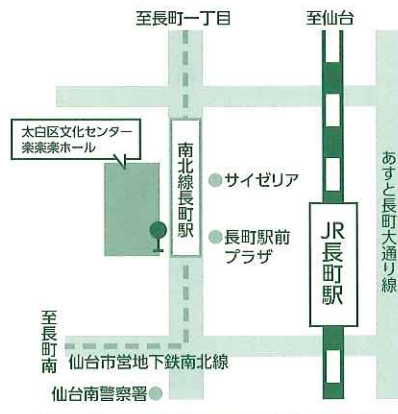 至長町一丁目
至仙台
太白区文化センター
楽楽楽ホール
南北線長町駅
サイゼリア
長町駅前
プラザ
JR長町駅
あすと長町大通り線
至長町南
仙台市営地下鉄南北線
仙台南警察署